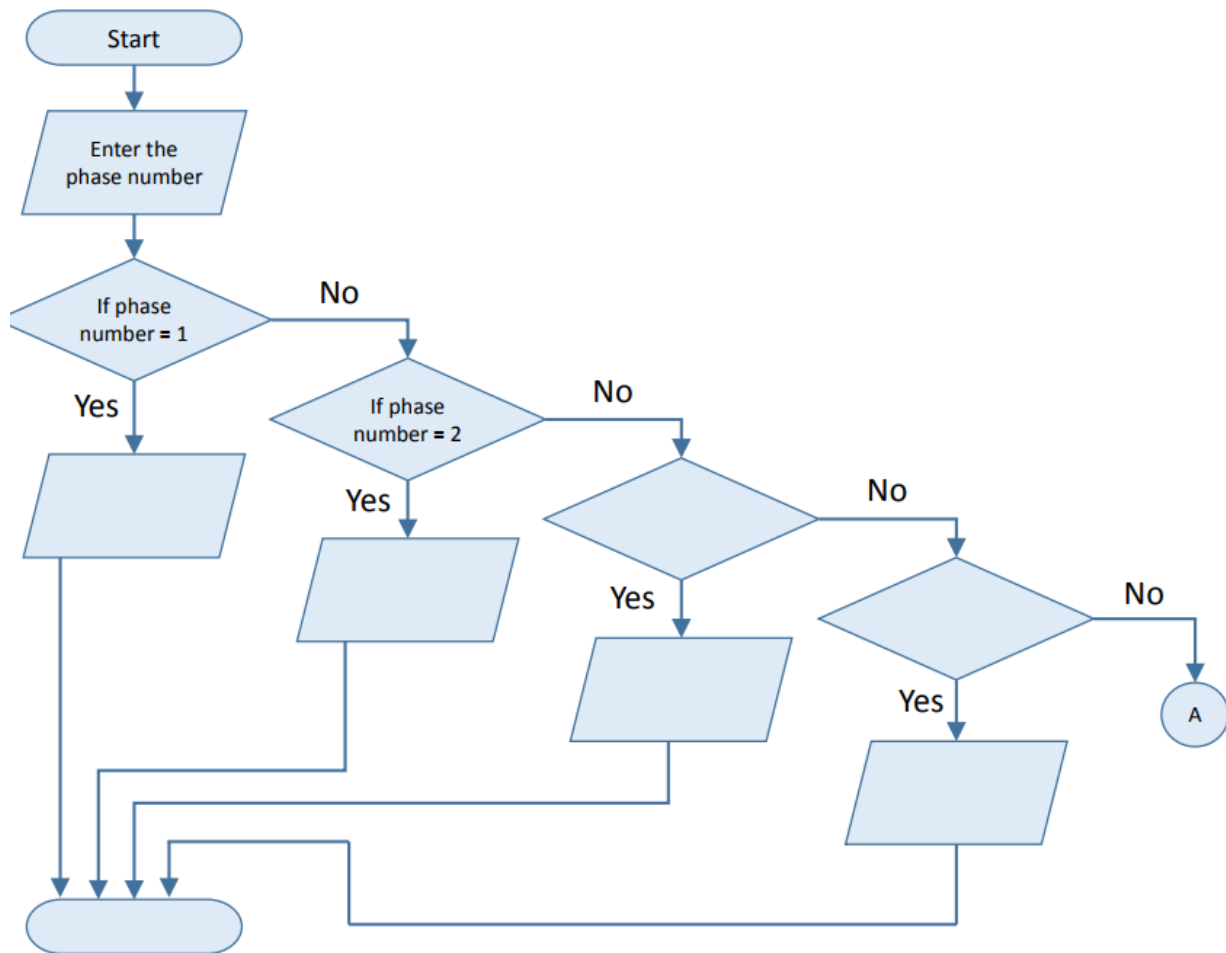 Start
Enter the
phase number
If phase
number = 1
No
Yes
If phase
number = 2
No
Yes
No
Yes
No
Yes
A